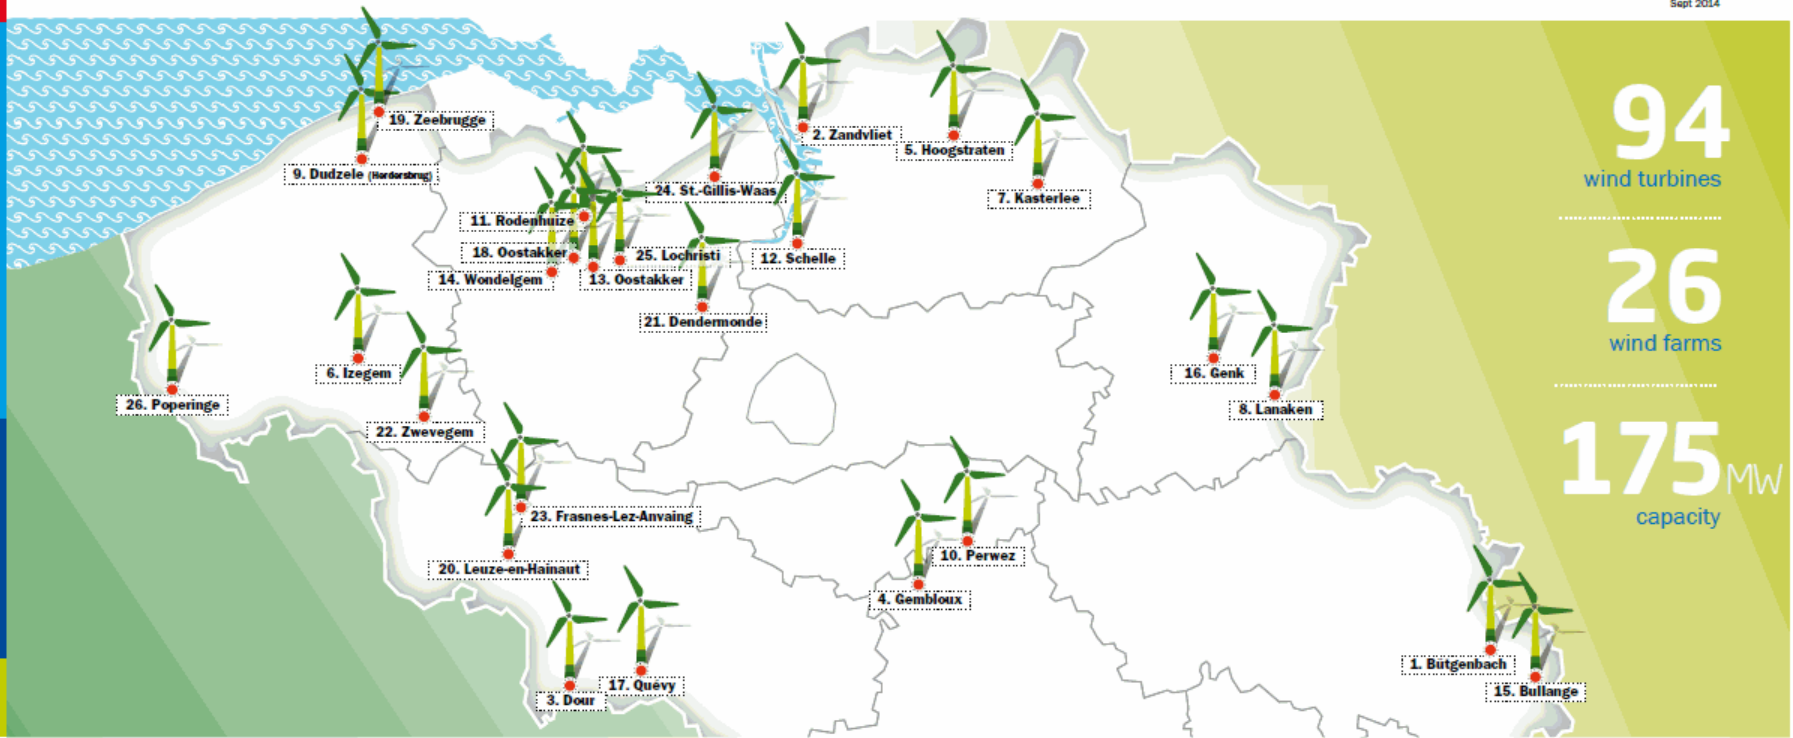 Sept 2014
19. Zeebrugge
2. Zandvliet
5. Hoogstraten
9. Dudzele (Herdersbrug)
24. St.-Gillis-Waas
7. Kasterlee
11. Rodenhuize
18. Oostakker
25. Lochristi
12. Schelle
14. Wondelgem
13. Oostakker
21. Dendermonde
6. Izegem
16. Genk
26. Poperinge
8. Lanaken
22. Zwevegem
23. Frasnes-Lez-Anvaing
10. Perwez
20. Leuze-en-Hainaut
4. Gembloux
1. Bütgenbach
17. Quévy
15. Bullange
3. Dour
94
wind turbines
26
wind farms
175 MW
capacity